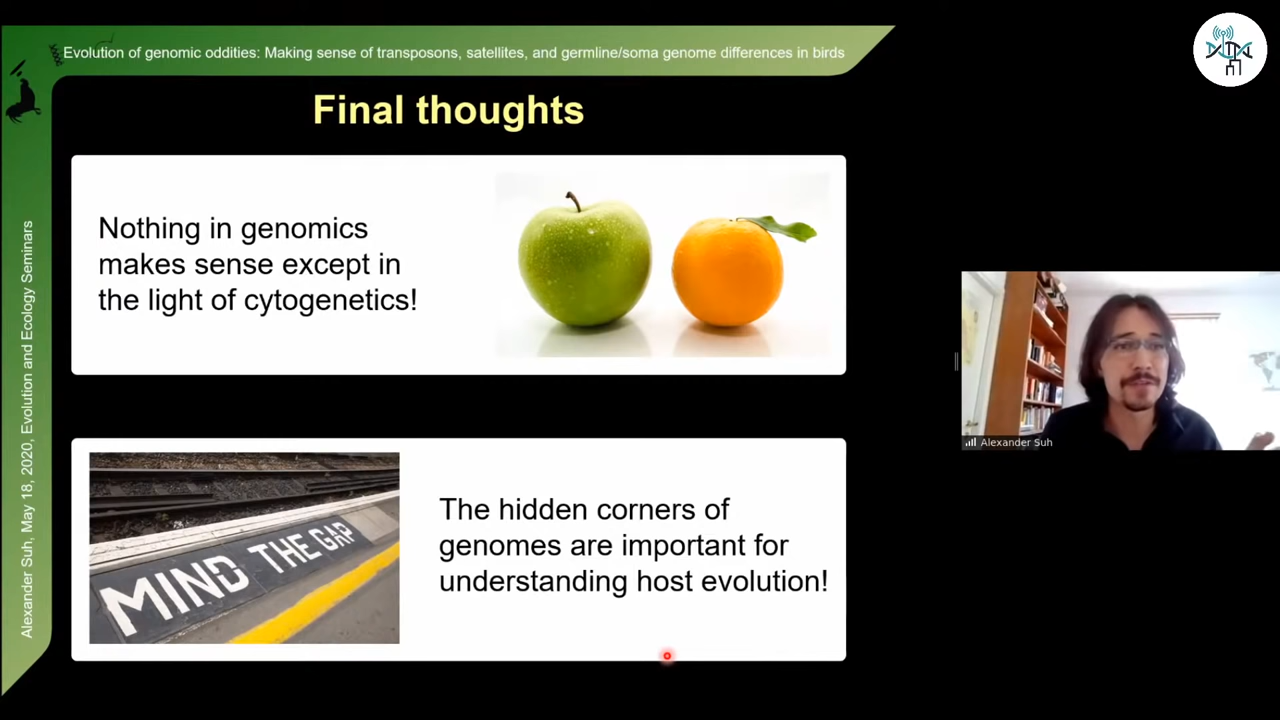 Evolution of genomic oddities: Making sense of transposons, satellites, and germline/soma genome differences in birds
Final thoughts
Nothing in genomics
makes sense except in
the light of cytogenetics!
MIND THE GAP
The hidden corners of
genomes are important for
understanding host evolution!
Alexander Suh, May 18, 2020, Evolution and Ecology Seminars
Alexander Suh